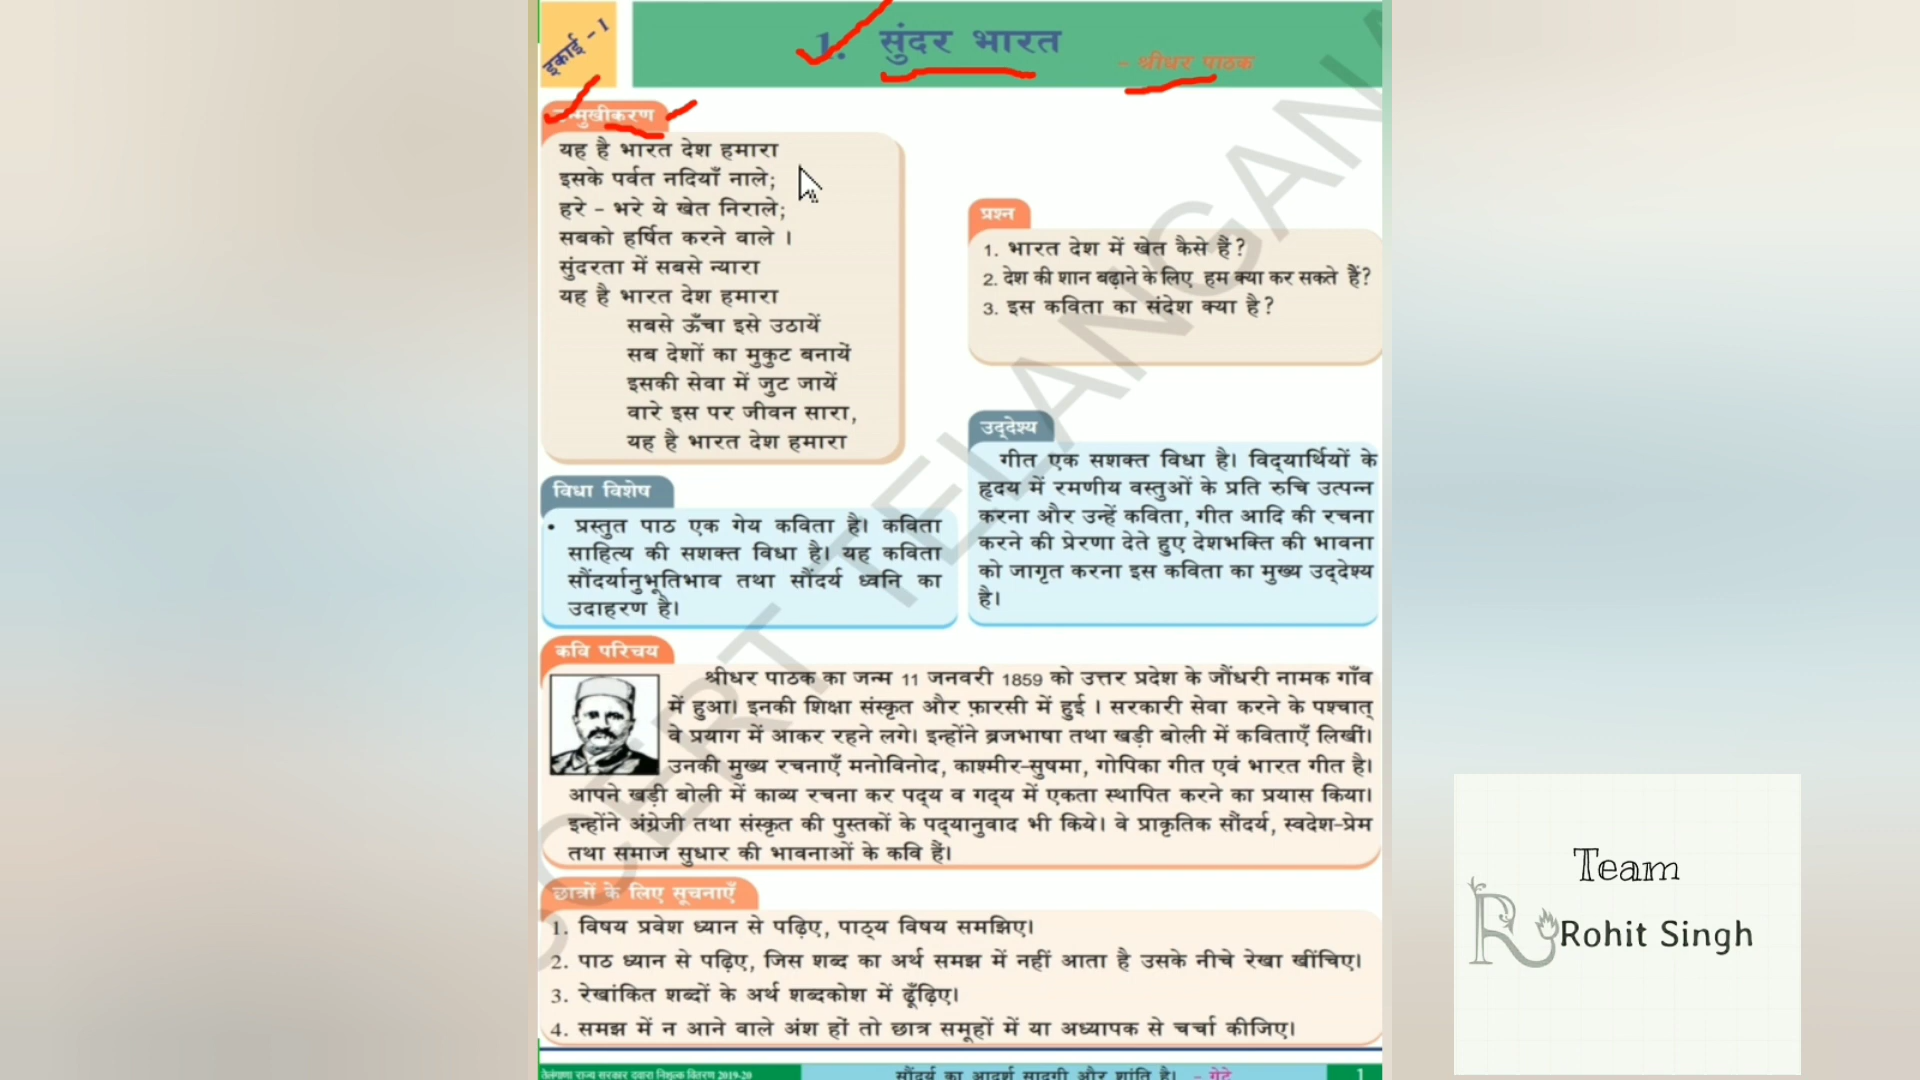 इकाई - 1
1. सुंदर भारत
- श्रीधर पाठक
उन्मुखीकरण
यह है भारत देश हमारा
इसके पर्वत नदियाँ नाले;
हरे - भरे ये खेत निराले;
सबको हर्षित करने वाले ।
सुंदरता में सबसे न्यारा
यह है भारत देश हमारा
सबसे ऊँचा इसे उठायें
सब देशों का मुकुट बनायें
इसकी सेवा में जुट जायें
वारे इस पर जीवन सारा,
यह है भारत देश हमारा
प्रश्न
1. भारत देश में खेत कैसे हैं?
2. देश की शान बढ़ाने के लिए हम क्या कर सकते हैं?
3. इस कविता का संदेश क्या है?
विधा विशेष
• प्रस्तुत पाठ एक गेय कविता है। कविता
साहित्य की सशक्त विधा है। यह कविता
सौंदर्यानुभूतिभाव तथा सौंदर्य ध्वनि का
उदाहरण है।
उद्देश्य
गीत एक सशक्त विधा है। विद्यार्थियों के
हृदय में रमणीय वस्तुओं के प्रति रुचि उत्पन्न
करना और उन्हें कविता, गीत आदि की रचना
करने की प्रेरणा देते हुए देशभक्ति की भावना
को जागृत करना इस कविता का मुख्य उद्देश्य
है।
कवि परिचय
श्रीधर पाठक का जन्म 11 जनवरी 1859 को उत्तर प्रदेश के जौंधरी नामक गाँव
में हुआ। इनकी शिक्षा संस्कृत और फ़ारसी में हुई । सरकारी सेवा करने के पश्चात्
वे प्रयाग में आकर रहने लगे। इन्होंने ब्रजभाषा तथा खड़ी बोली में कविताएँ लिखीं।
उनकी मुख्य रचनाएँ मनोविनोद, काश्मीर-सुषमा, गोपिका गीत एवं भारत गीत है।
आपने खड़ी बोली में काव्य रचना कर पद्य व गद्य में एकता स्थापित करने का प्रयास किया।
इन्होंने अंग्रेजी तथा संस्कृत की पुस्तकों के पद्यानुवाद भी किये। वे प्राकृतिक सौंदर्य, स्वदेश-प्रेम
तथा समाज सुधार की भावनाओं के कवि हैं।
छात्रों के लिए सूचनाएँ
1. विषय प्रवेश ध्यान से पढ़िए, पाठ्य विषय समझिए।
2. पाठ ध्यान से पढ़िए, जिस शब्द का अर्थ समझ में नहीं आता है उसके नीचे रेखा खींचिए।
3. रेखांकित शब्दों के अर्थ शब्दकोश में ढूँढ़िए।
4. समझ में न आने वाले अंश हों तो छात्र समूहों में या अध्यापक से चर्चा कीजिए।
तेलंगाणा राज्य सरकार द्वारा निशुल्क वितरण 2019-20
सौंदर्य का आदर्श सादगी और शांति है। - गेटे
1
SCERT TELANGANA
Team
R Rohit Singh